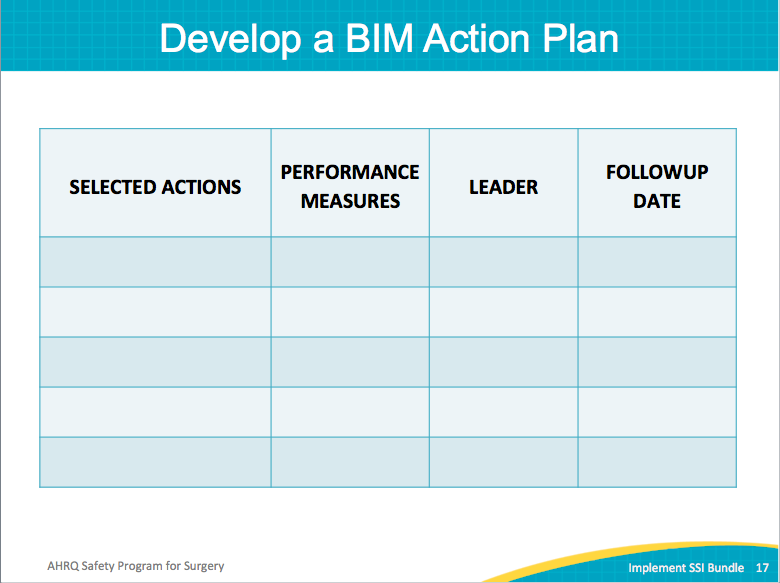 Develop a BIM Action Plan
SELECTED ACTIONS
PERFORMANCE
MEASURES
LEADER
FOLLOWUP
DATE
AHRQ Safety Program for Surgery
Implement SSI Bundle 17